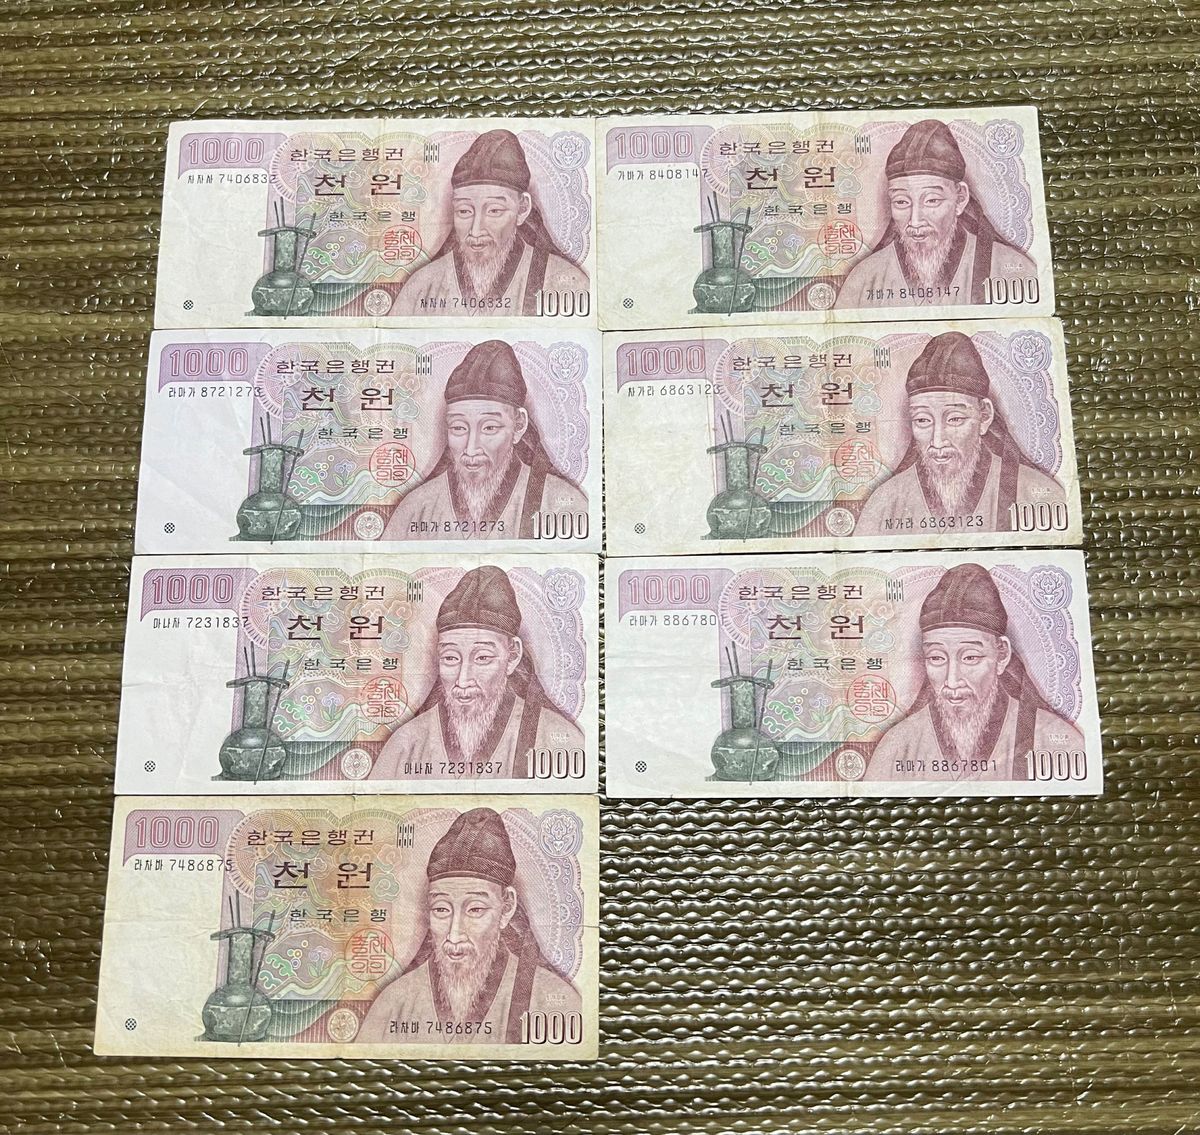 1000
한국은행권
차자사 7406832
천 원
한국은행
차자사 7406832
1000
1000
한국은행권
가바가 8408147
천 원
한국은행
가바가 8408147
1000
1000
한국은행권
라마가 8721273
천 원
한국은행
라마가 8721273
1000
1000
한국은행권
차가라 6863123
천 원
한국은행
차가라 6863123
1000
1000
한국은행권
마나자 7231837
천 원
한국은행
마나자 7231837
1000
1000
한국은행권
라마가 8867801
천 원
한국은행
라마가 8867801
1000
1000
한국은행권
라차바 7486875
천 원
한국은행
라차바 7486875
1000